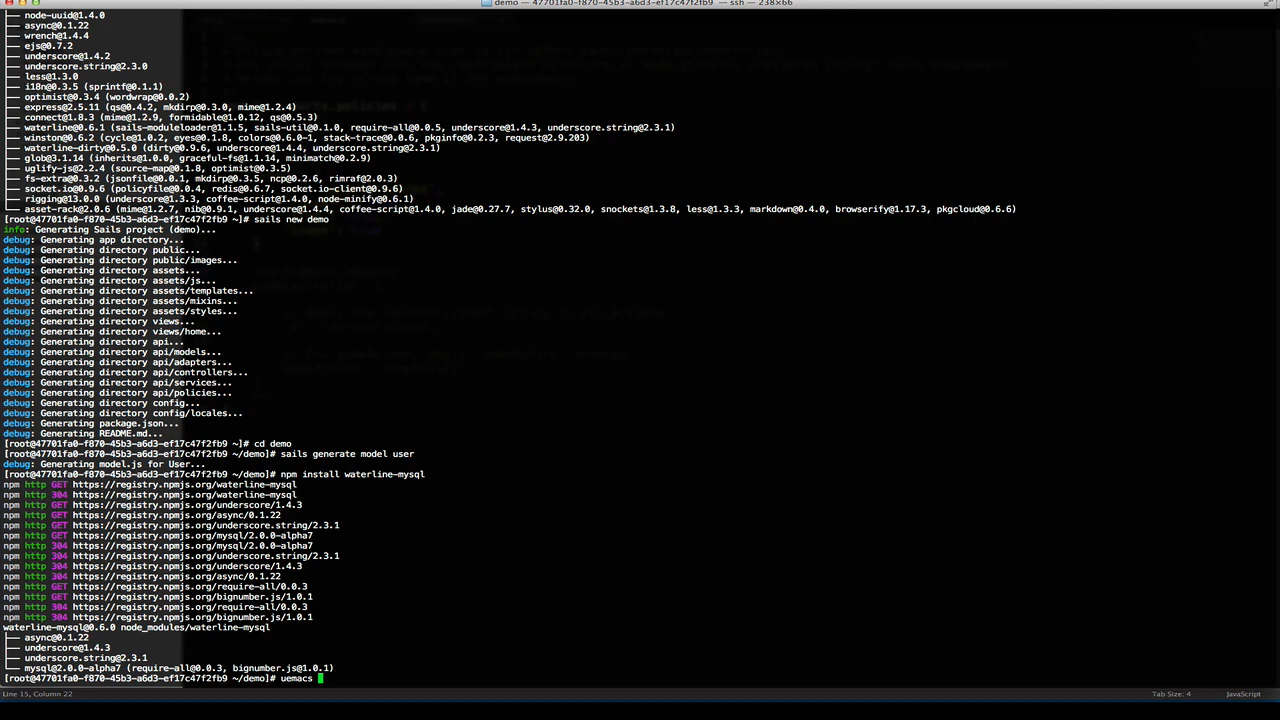 demo — 47701fa0-f870-45b3-a6d3-ef17c47f2fb9 — ssh — 238×66
├── node-uuid@1.4.0
├── async@0.1.22
├── wrench@1.4.4
├── ejs@0.7.2
├── underscore@1.4.2
├── underscore.string@2.3.0
├── less@1.3.0
├── i18n@0.3.5 (sprintf@0.1.1)
├── optimist@0.3.4 (wordwrap@0.0.2)
├── express@2.5.11 (qs@0.4.2, mkdirp@0.3.0, mime@1.2.4)
├── connect@1.8.3 (mime@1.2.9, formidable@1.0.12, qs@0.5.3)
├── waterline@0.6.1 (sails-moduleloader@1.1.5, sails-util@0.1.0, require-all@0.0.5, underscore@1.4.3, underscore.string@2.3.1)
├── winston@0.6.2 (cycle@1.0.2, eyes@0.1.8, colors@0.6.0-1, stack-trace@0.0.6, pkginfo@0.2.3, request@2.9.203)
├── waterline-dirty@0.5.0 (dirty@0.9.6, underscore@1.4.4, underscore.string@2.3.1)
├── glob@3.1.14 (inherits@1.0.0, graceful-fs@1.1.14, minimatch@0.2.9)
├── uglify-js@2.2.4 (source-map@0.1.8, optimist@0.3.5)
├── fs-extra@0.3.2 (jsonfile@0.0.1, mkdirp@0.3.5, ncp@0.2.6, rimraf@2.0.3)
├── socket.io@0.9.6 (policyfile@0.0.4, redis@0.6.7, socket.io-client@0.9.6)
├── rigging@13.0.0 (underscore@1.3.3, coffee-script@1.4.0, node-minify@0.6.1)
└── asset-rack@2.0.6 (mime@1.2.7, nib@0.9.1, underscore@1.4.4, coffee-script@1.4.0, jade@0.27.7, stylus@0.32.0, snockets@1.3.8, less@1.3.3, markdown@0.4.0, browserify@1.17.3, pkgcloud@0.6.6)
[root@47701fa0-f870-45b3-a6d3-ef17c47f2fb9 ~]# sails new demo
info: Generating Sails project (demo)...
debug: Generating app directory...
debug: Generating directory public...
debug: Generating directory public/images...
debug: Generating directory assets...
debug: Generating directory assets/js...
debug: Generating directory assets/templates...
debug: Generating directory assets/mixins...
debug: Generating directory assets/styles...
debug: Generating directory views...
debug: Generating directory views/home...
debug: Generating directory api...
debug: Generating directory api/models...
debug: Generating directory api/adapters...
debug: Generating directory api/controllers...
debug: Generating directory api/services...
debug: Generating directory api/policies...
debug: Generating directory config...
debug: Generating directory config/locales...
debug: Generating package.json...
debug: Generating README.md...
[root@47701fa0-f870-45b3-a6d3-ef17c47f2fb9 ~]# cd demo
[root@47701fa0-f870-45b3-a6d3-ef17c47f2fb9 ~/demo]# sails generate model user
debug: Generating model.js for User...
[root@47701fa0-f870-45b3-a6d3-ef17c47f2fb9 ~/demo]# npm install waterline-mysql
npm http GET https://registry.npmjs.org/waterline-mysql
npm http 304 https://registry.npmjs.org/waterline-mysql
npm http GET https://registry.npmjs.org/underscore/1.4.3
npm http GET https://registry.npmjs.org/async/0.1.22
npm http GET https://registry.npmjs.org/underscore.string/2.3.1
npm http GET https://registry.npmjs.org/mysql/2.0.0-alpha7
npm http 304 https://registry.npmjs.org/mysql/2.0.0-alpha7
npm http 304 https://registry.npmjs.org/underscore.string/2.3.1
npm http 304 https://registry.npmjs.org/underscore/1.4.3
npm http 304 https://registry.npmjs.org/async/0.1.22
npm http GET https://registry.npmjs.org/require-all/0.0.3
npm http GET https://registry.npmjs.org/bignumber.js/1.0.1
npm http 304 https://registry.npmjs.org/require-all/0.0.3
npm http 304 https://registry.npmjs.org/bignumber.js/1.0.1
waterline-mysql@0.6.0 node_modules/waterline-mysql
├── async@0.1.22
├── underscore@1.4.3
├── underscore.string@2.3.1
└── mysql@2.0.0-alpha7 (require-all@0.0.3, bignumber.js@1.0.1)
[root@47701fa0-f870-45b3-a6d3-ef17c47f2fb9 ~/demo]# uemacs
Line 15, Column 22
Tab Size: 4
JavaScript